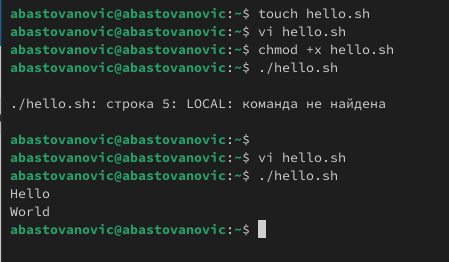 abastovanovic@abastovanovic:~$ touch hello.sh
abastovanovic@abastovanovic:~$ vi hello.sh
abastovanovic@abastovanovic:~$ chmod +x hello.sh
abastovanovic@abastovanovic:~$ ./hello.sh
./hello.sh: строка 5: LOCAL: команда не найдена
abastovanovic@abastovanovic:~$
abastovanovic@abastovanovic:~$ vi hello.sh
abastovanovic@abastovanovic:~$ ./hello.sh
Hello
World
abastovanovic@abastovanovic:~$